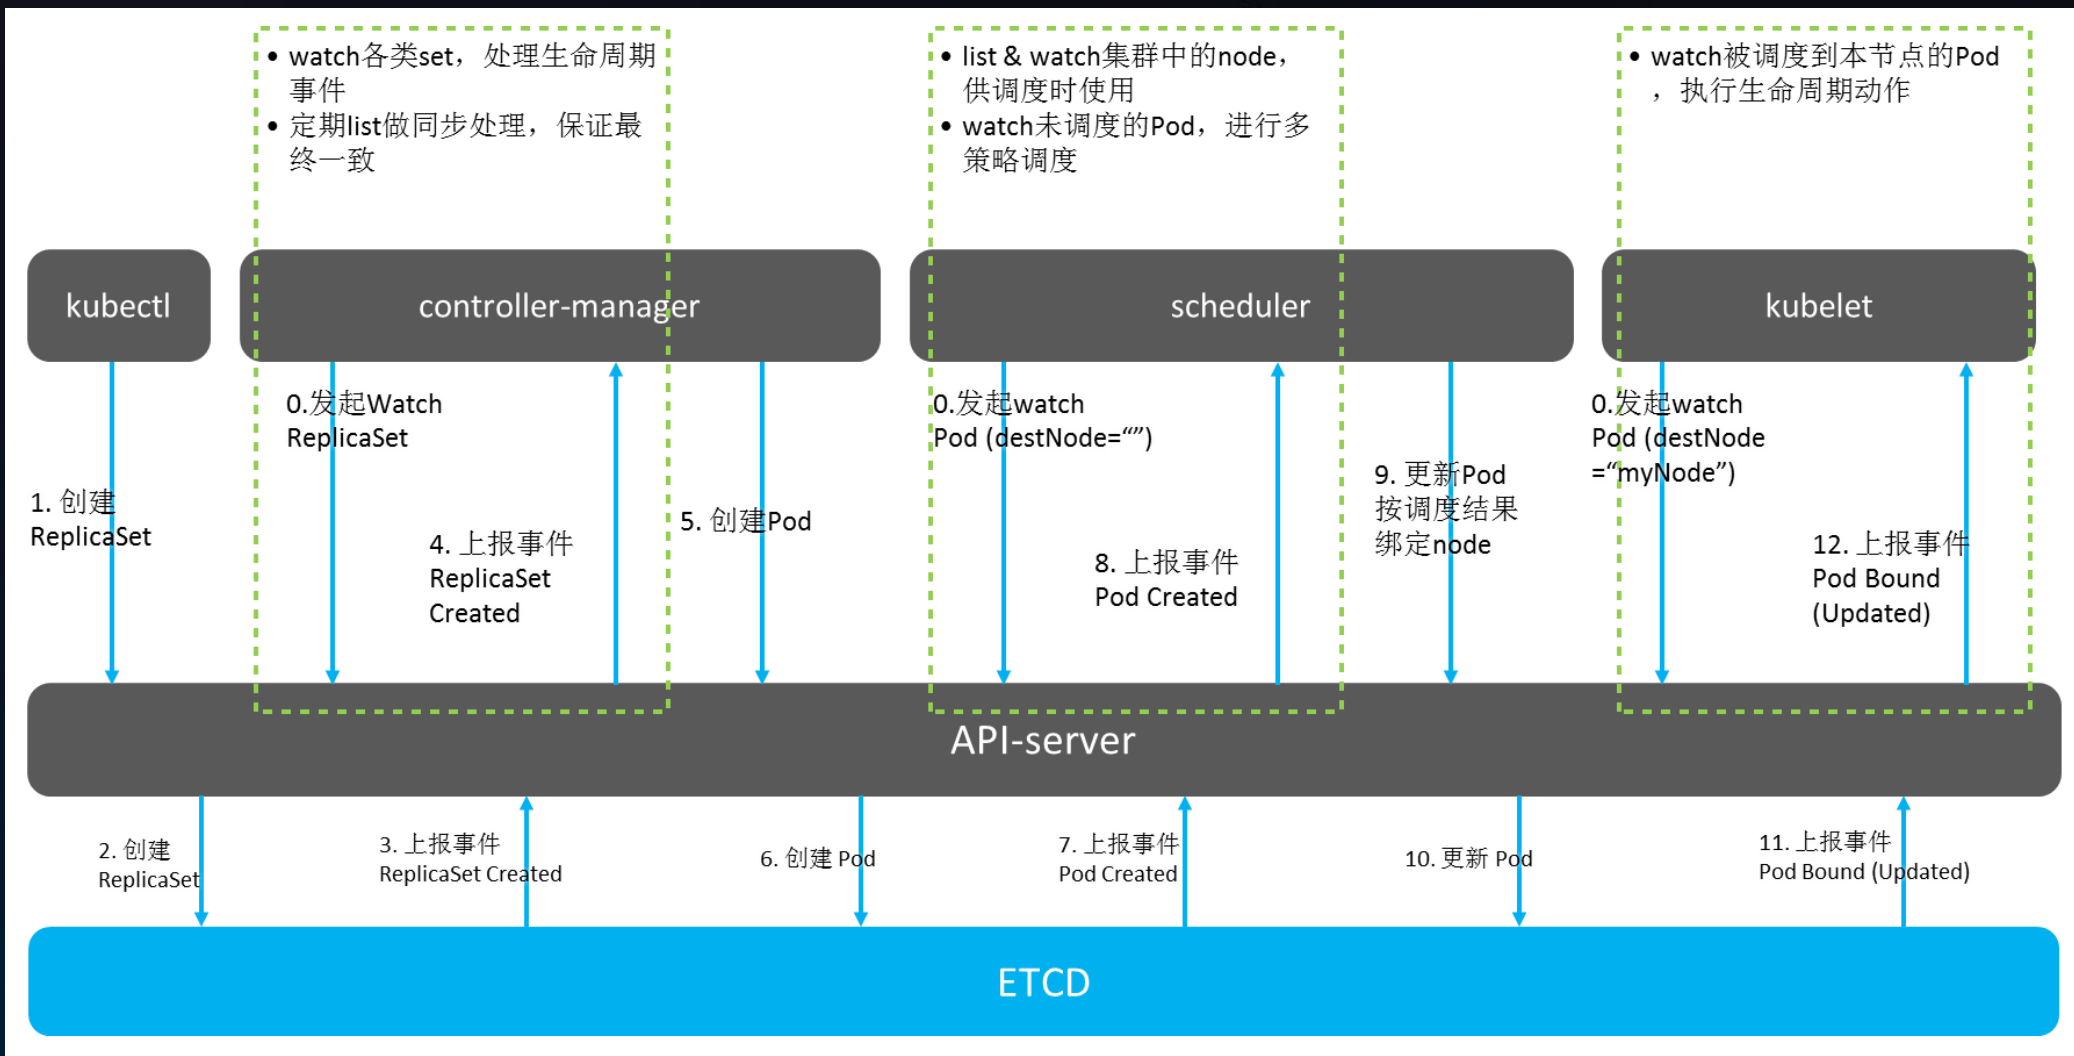 • watch各类set，处理生命周期
事件
• 定期list做同步处理，保证最
终一致
• list & watch集群中的node，
供调度时使用
• watch未调度的Pod，进行多
策略调度
• watch被调度到本节点的Pod
，执行生命周期动作
kubectl
controller-manager
scheduler
kubelet
1. 创建
ReplicaSet
0.发起Watch
ReplicaSet
4. 上报事件
ReplicaSet
Created
5. 创建Pod
0.发起watch
Pod (destNode=“”)
8. 上报事件
Pod Created
9. 更新Pod
按调度结果
绑定node
0.发起watch
Pod (destNode
=“myNode”)
12. 上报事件
Pod Bound
(Updated)
API-server
2. 创建
ReplicaSet
3. 上报事件
ReplicaSet Created
6. 创建 Pod
7. 上报事件
Pod Created
10. 更新 Pod
11. 上报事件
Pod Bound (Updated)
ETCD